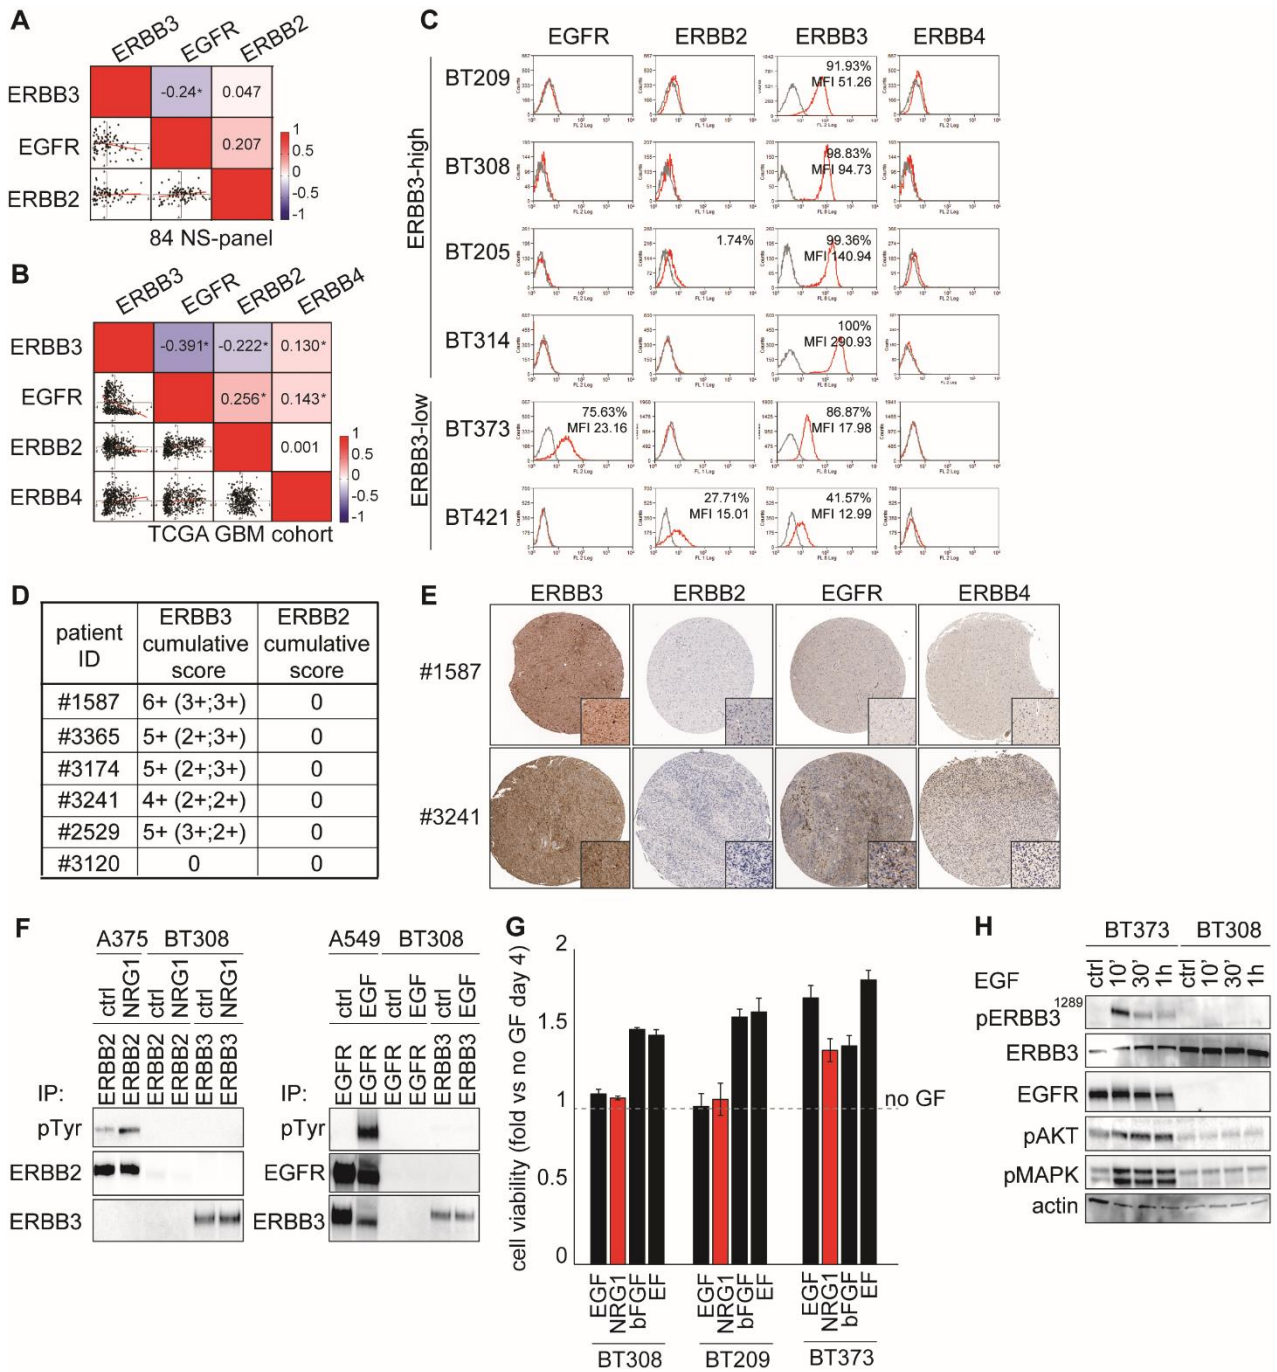 A
ERBB3 EGFR ERBB2
ERBB3 -0.24* 0.047
EGFR 0.207
ERBB2
1
0.5
0
-0.5
-1
84 NS-panel
B
ERBB3 EGFR ERBB2 ERBB4
ERBB3 -0.391* -0.222* 0.130*
EGFR 0.256* 0.143*
ERBB2 0.001
ERBB4
1
0.5
0
-0.5
-1
TCGA GBM cohort
C
EGFR ERBB2 ERBB3 ERBB4
ERBB3-high
BT209
91.93%
MFI 51.26
BT308
98.83%
MFI 94.73
BT205
1.74%
99.36%
MFI 140.94
BT314
100%
MFI 290.93
ERBB3-low
BT373
75.63%
MFI 23.16
86.87%
MFI 17.98
BT421
27.71%
MFI 15.01
41.57%
MFI 12.99
D
patient ID ERBB3 cumulative score ERBB2 cumulative score
#1587 6+ (3+;3+) 0
#3365 5+ (2+;3+) 0
#3174 5+ (2+;3+) 0
#3241 4+ (2+;2+) 0
#2529 5+ (3+;2+) 0
#3120 0 0
E
ERBB3 ERBB2 EGFR ERBB4
#1587
#3241
F
A375 BT308
ctrl NRG1 ctrl NRG1 ctrl NRG1
IP: ERBB2 ERBB2 ERBB2 ERBB2 ERBB3 ERBB3
pTyr
ERBB2
ERBB3
A549 BT308
ctrl EGF ctrl EGF ctrl EGF
IP: EGFR EGFR EGFR EGFR ERBB3 ERBB3
pTyr
EGFR
ERBB3
G
cell viability (fold vs no GF day 4)
2
1.5
1
0.5
0
no GF
EGF NRG1 bFGF EF EGF NRG1 bFGF EF EGF NRG1 bFGF EF
BT308 BT209 BT373
H
BT373 BT308
EGF ctrl 10' 30' 1h ctrl 10' 30' 1h
pERBB3 1289
ERBB3
EGFR
pAKT
pMAPK
actin